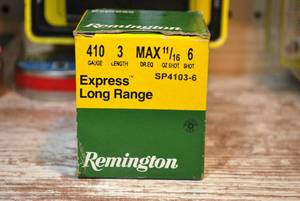 410 3 MAX 11/16 6
GAUGE LENGTH DR.EQ. OZ SHOT SHOT
SP4103-6
Express
Long Range
Remington